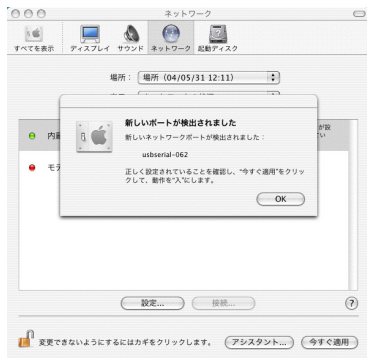 ネットワーク
すべてを表示
ディスプレイ
サウンド
ネットワーク
起動ディスク
場所：
場所 (04/05/31 12:11)
新しいポートが検出されました
新しいネットワークポートが検出されました：
usbserial-062
正しく設定されていることを確認し、“今すぐ適用”をクリッ
クして、動作を“入”にします。
OK
設定...
接続...
?
変更できないようにするにはカギをクリックします。
アシスタント...
今すぐ適用